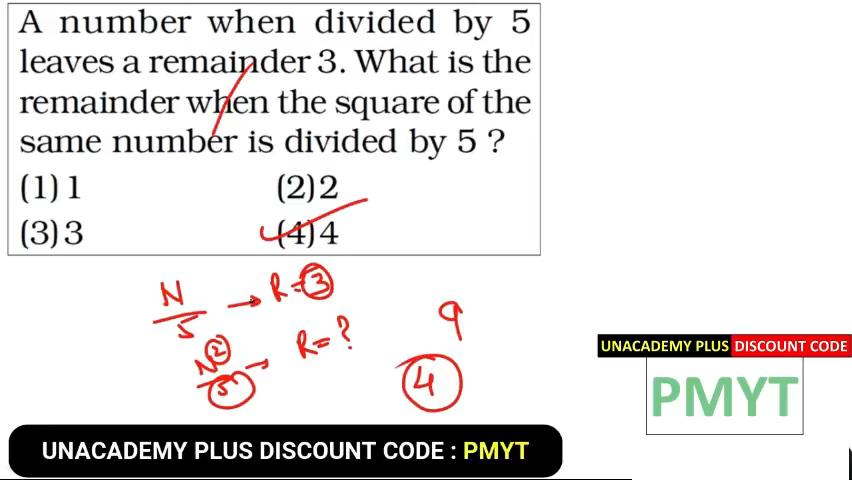 A number when divided by 5
leaves a remainder 3. What is the
remainder when the square of the
same number is divided by 5 ?
(1) 1 (2) 2
(3) 3 (4) 4
N/5 → R = 3
N²/5 → R = ?
9
4
UNACADEMY PLUS DISCOUNT CODE
PMYT
UNACADEMY PLUS DISCOUNT CODE : PMYT